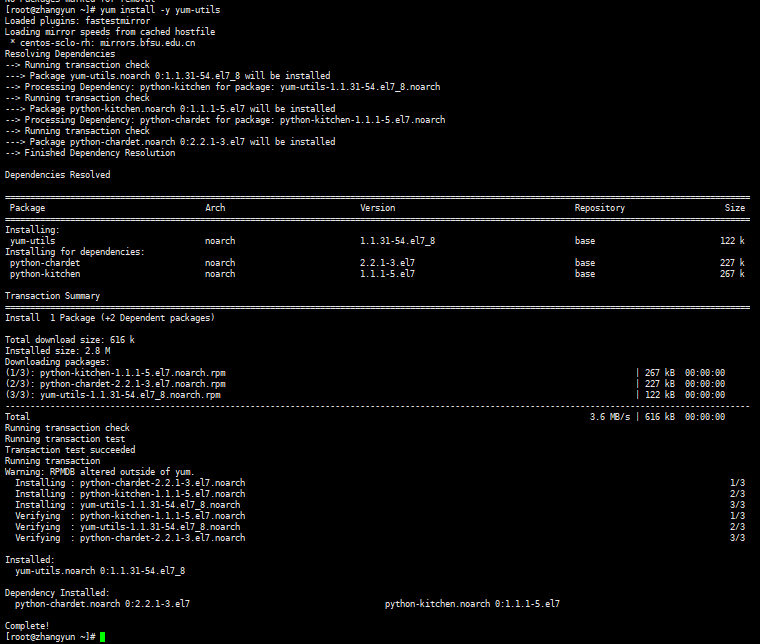 No Packages marked for removal
[root@zhangyun ~]# yum install -y yum-utils
Loaded plugins: fastestmirror
Loading mirror speeds from cached hostfile
 * centos-sclo-rh: mirrors.bfsu.edu.cn
Resolving Dependencies
--> Running transaction check
---> Package yum-utils.noarch 0:1.1.31-54.el7_8 will be installed
--> Processing Dependency: python-kitchen for package: yum-utils-1.1.31-54.el7_8.noarch
--> Running transaction check
---> Package python-kitchen.noarch 0:1.1.1-5.el7 will be installed
--> Processing Dependency: python-chardet for package: python-kitchen-1.1.1-5.el7.noarch
--> Running transaction check
---> Package python-chardet.noarch 0:2.2.1-3.el7 will be installed
--> Finished Dependency Resolution
Dependencies Resolved
Package Arch Version Repository Size
Installing:
yum-utils noarch 1.1.31-54.el7_8 base 122 k
Installing for dependencies:
python-chardet noarch 2.2.1-3.el7 base 227 k
python-kitchen noarch 1.1.1-5.el7 base 267 k
Transaction Summary
Install 1 Package (+2 Dependent packages)
Total download size: 616 k
Installed size: 2.8 M
Downloading packages:
(1/3): python-kitchen-1.1.1-5.el7.noarch.rpm | 267 kB 00:00:00
(2/3): python-chardet-2.2.1-3.el7.noarch.rpm | 227 kB 00:00:00
(3/3): yum-utils-1.1.31-54.el7_8.noarch.rpm | 122 kB 00:00:00
Total 3.6 MB/s | 616 kB 00:00:00
Running transaction check
Running transaction test
Transaction test succeeded
Running transaction
Warning: RPMDB altered outside of yum.
Installing : python-chardet-2.2.1-3.el7.noarch 1/3
Installing : python-kitchen-1.1.1-5.el7.noarch 2/3
Installing : yum-utils-1.1.31-54.el7_8.noarch 3/3
Verifying : python-kitchen-1.1.1-5.el7.noarch 1/3
Verifying : yum-utils-1.1.31-54.el7_8.noarch 2/3
Verifying : python-chardet-2.2.1-3.el7.noarch 3/3
Installed:
yum-utils.noarch 0:1.1.31-54.el7_8
Dependency Installed:
python-chardet.noarch 0:2.2.1-3.el7 python-kitchen.noarch 0:1.1.1-5.el7
Complete!
[root@zhangyun ~]#